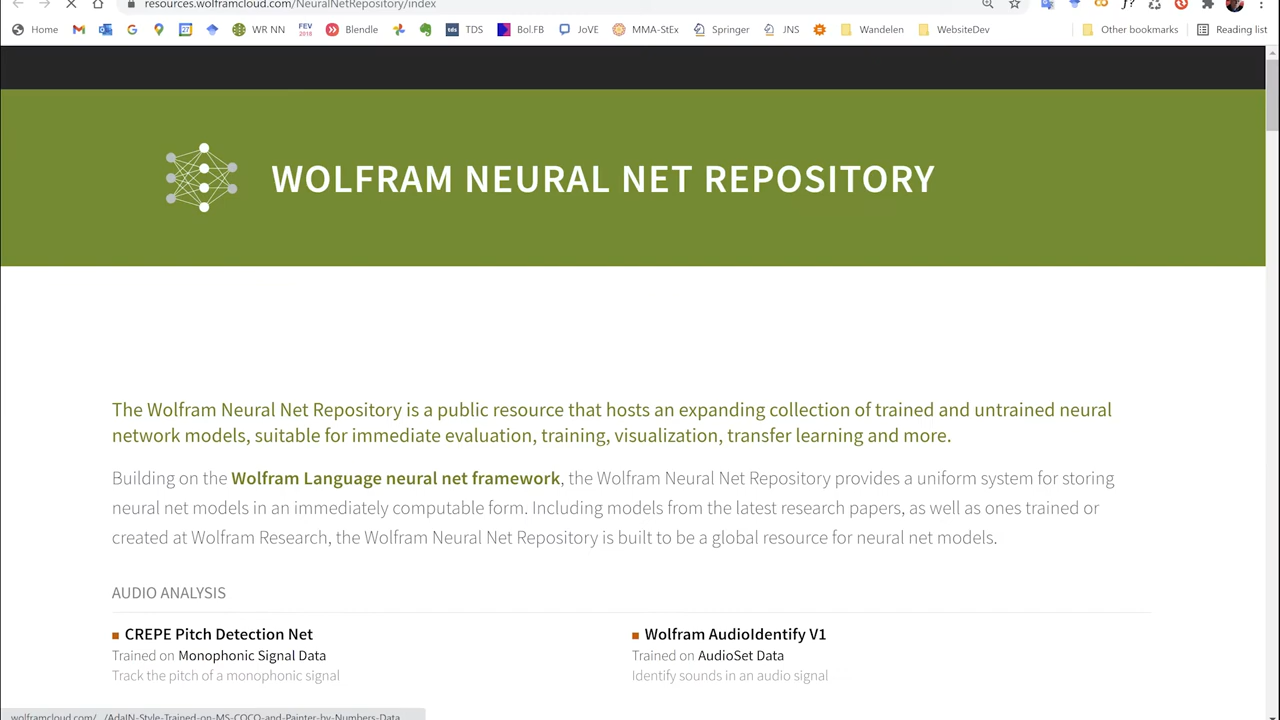 resources.wolframcloud.com/NeuralNetRepository/index
Home WR NN FEV 2018 Blendle tds TDS Bol.FB JoVE MMA-StEx Springer JNS Wandelen WebsiteDev Other bookmarks Reading list
WOLFRAM NEURAL NET REPOSITORY
The Wolfram Neural Net Repository is a public resource that hosts an expanding collection of trained and untrained neural
network models, suitable for immediate evaluation, training, visualization, transfer learning and more.
Building on the Wolfram Language neural net framework, the Wolfram Neural Net Repository provides a uniform system for storing
neural net models in an immediately computable form. Including models from the latest research papers, as well as ones trained or
created at Wolfram Research, the Wolfram Neural Net Repository is built to be a global resource for neural net models.
AUDIO ANALYSIS
CREPE Pitch Detection Net
Trained on Monophonic Signal Data
Track the pitch of a monophonic signal
Wolfram AudioIdentify V1
Trained on AudioSet Data
Identify sounds in an audio signal
wolframcloud.com/.../AdaIN-Style-Trained-on-MS-COCO-and-Painter-by-Numbers-Data